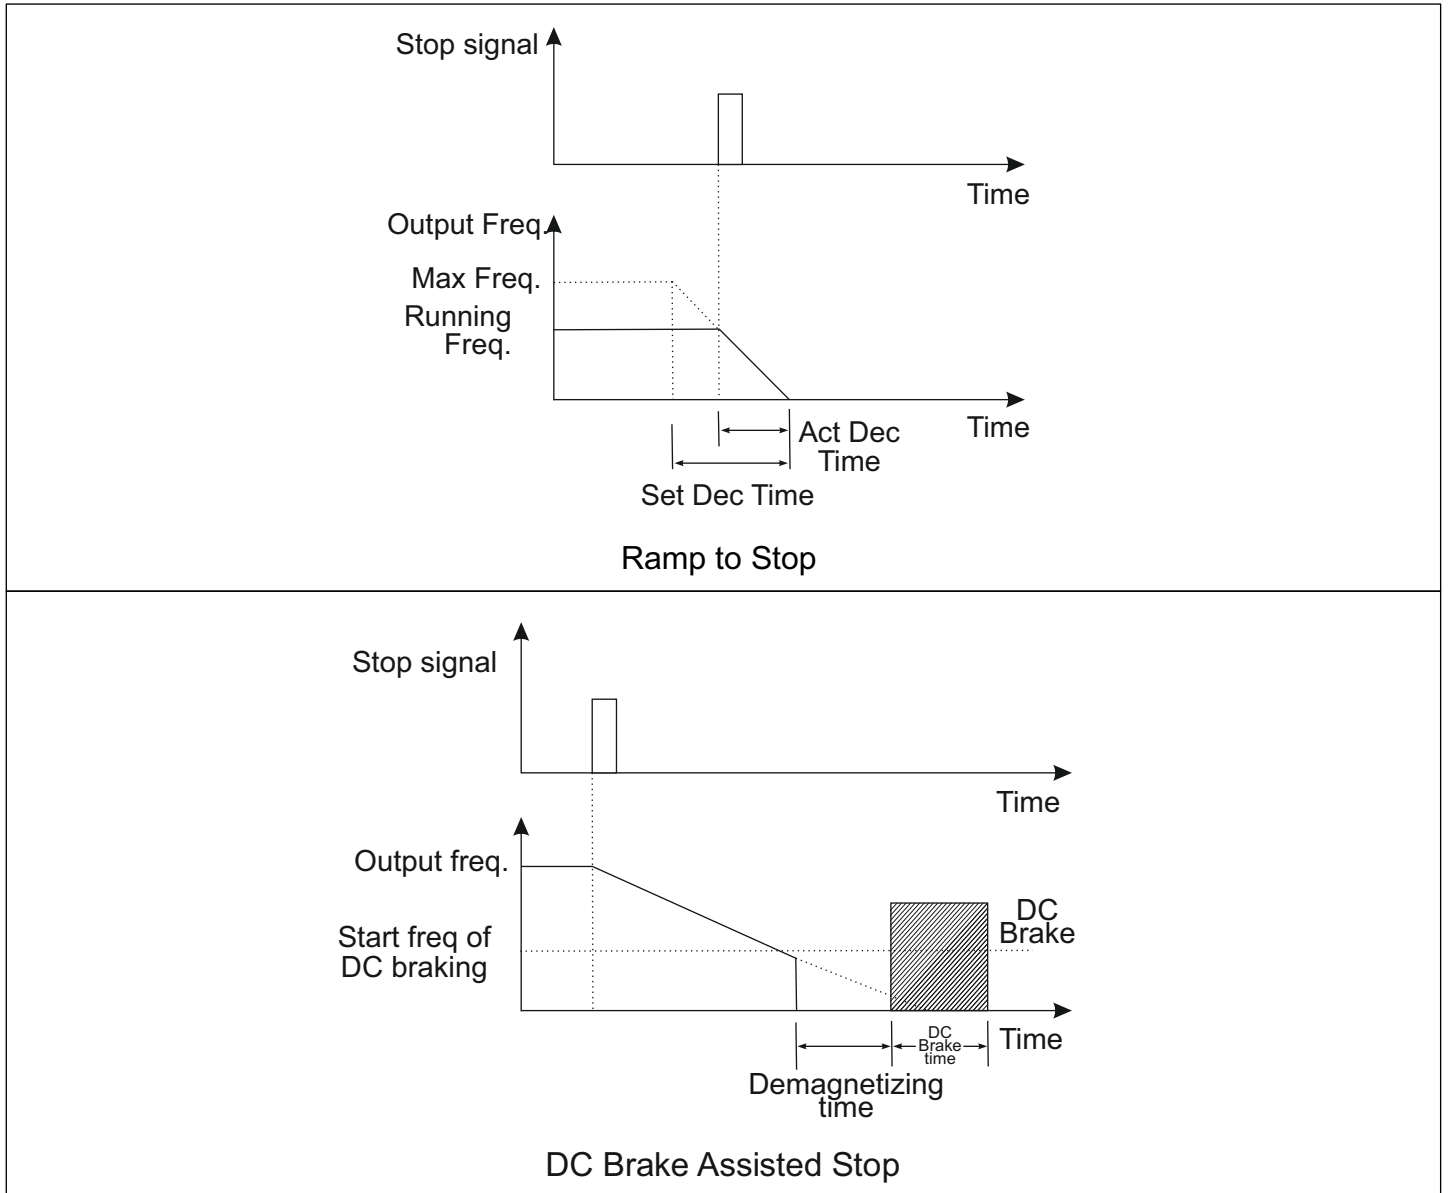 Stop signal
Time
Output Freq.
Max Freq.
Running
Freq.
Time
Act Dec
Time
Set Dec Time
Ramp to Stop
Stop signal
Time
Output freq.
DC
Brake
Start freq of
DC braking
Time
DC
Brake
time
Demagnetizing
time
DC Brake Assisted Stop